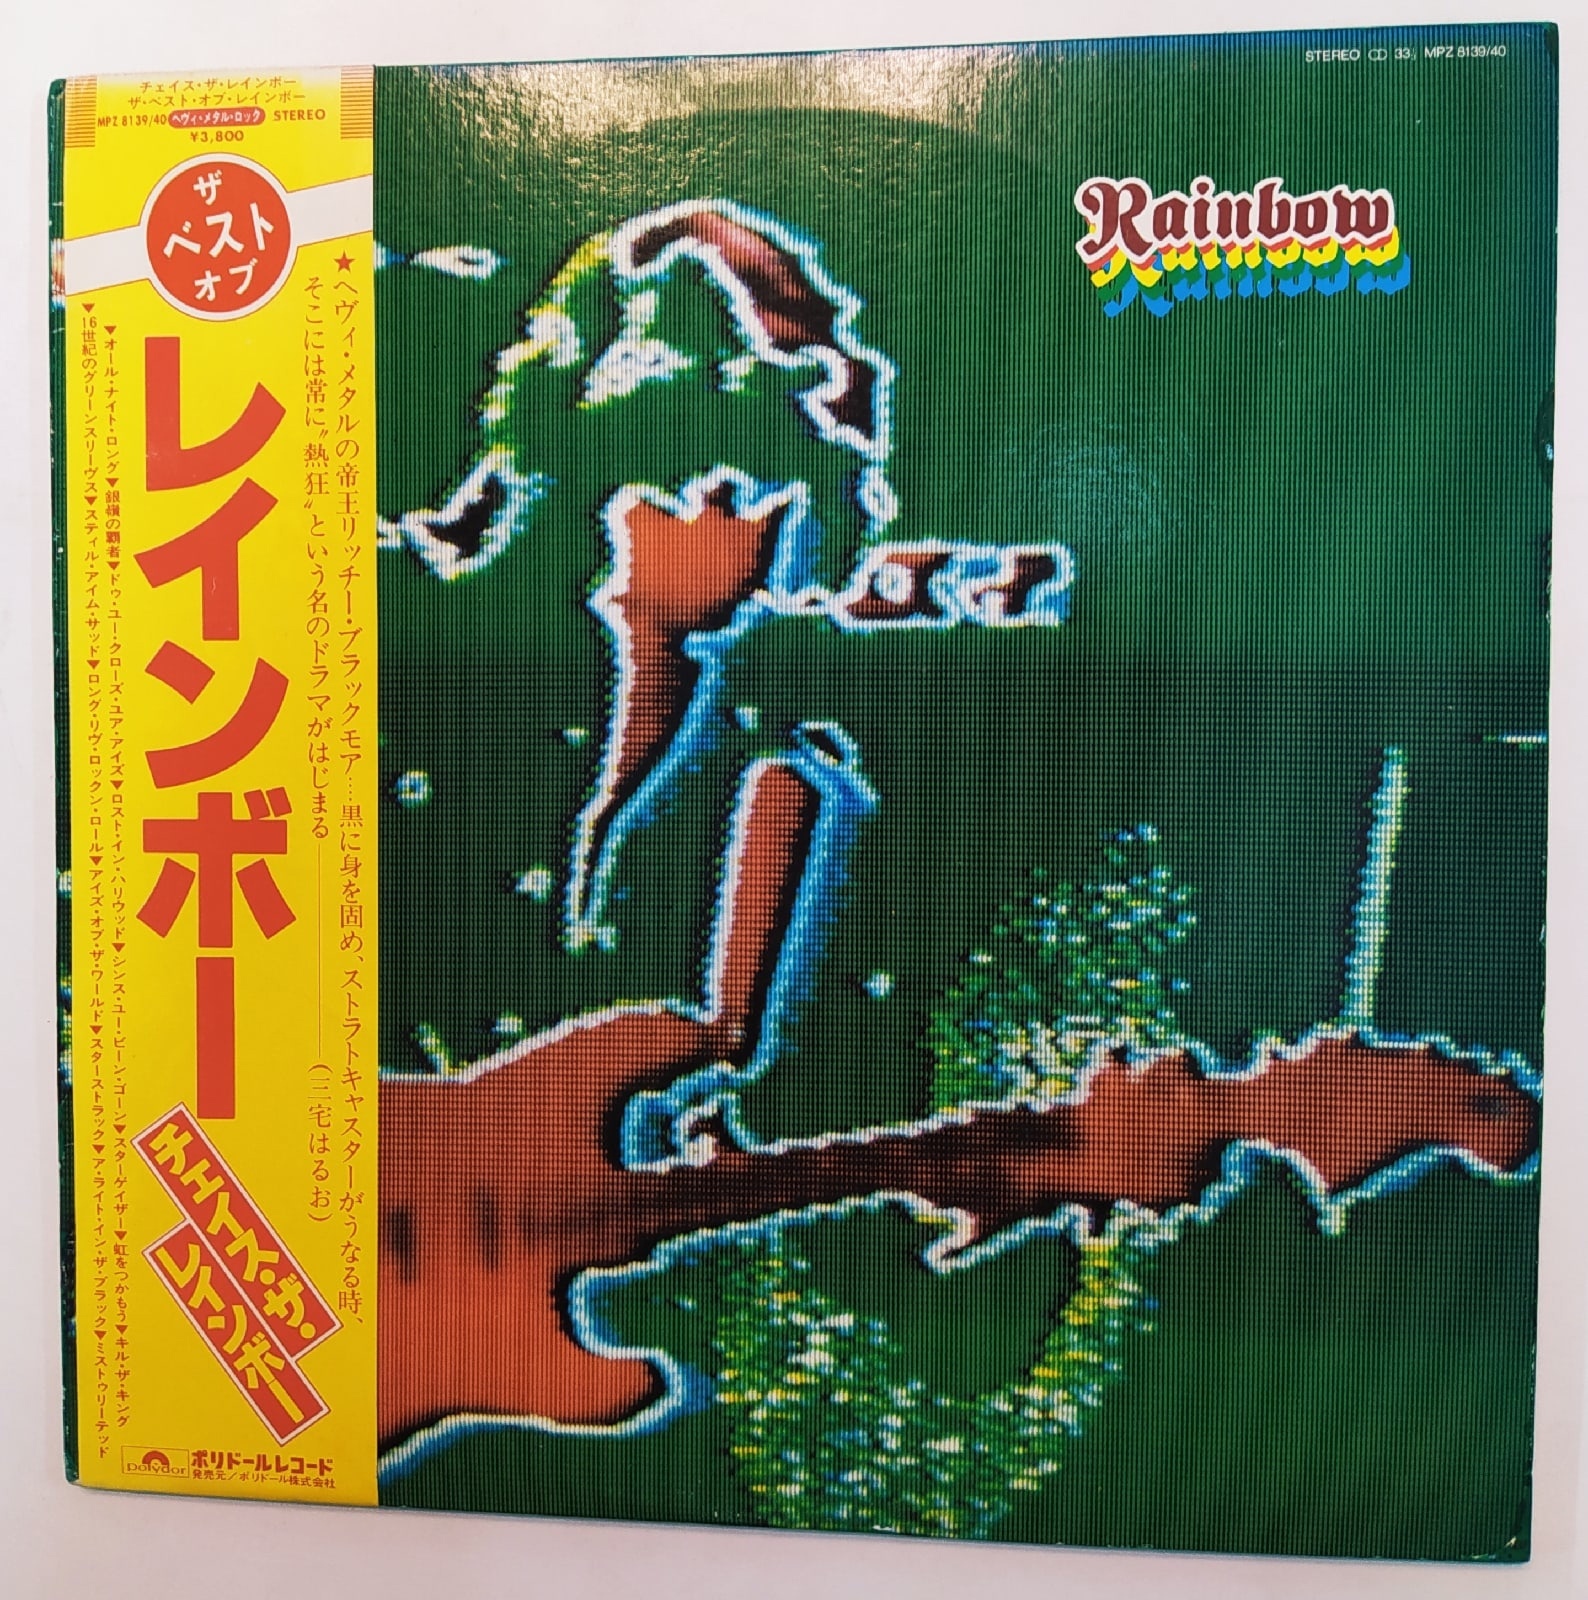 チェイス・ザ・レインボー
ザ・ベスト・オブ・レインボー
MPZ 8139/40 ヘヴィ・メタル・ロック STEREO
¥3,800
ザ
ベスト
オブ
レインボー
チェイス・ザ・
レインボー
★ヘヴィ・メタルの帝王リッチー・ブラックモア……黒に身を固め、ストラトキャスターがうなる時、
そこには常に〝熱狂〟という名のドラマがはじまる————(三宅はるお)
▼オール・ナイト・ロング▼銀嶺の覇者▼ドゥ・ユー・クローズ・ユア・アイズ▼ロスト・イン・ハリウッド▼シンス・ユー・ビーン・ゴーン▼スターゲイザー▼虹をつかもう▼キル・ザ・キング
▼16世紀のグリーンスリーヴス▼スティル・アイム・サッド▼ロング・リヴ・ロックン・ロール▼アイズ・オブ・ザ・ワールド▼スターストラック▼ア・ライト・イン・ザ・ブラック▼ミストゥリーテッド
polydor ポリドールレコード
発売元/ポリドール株式会社
STEREO 33⅓ MPZ 8139/40
Rainbow